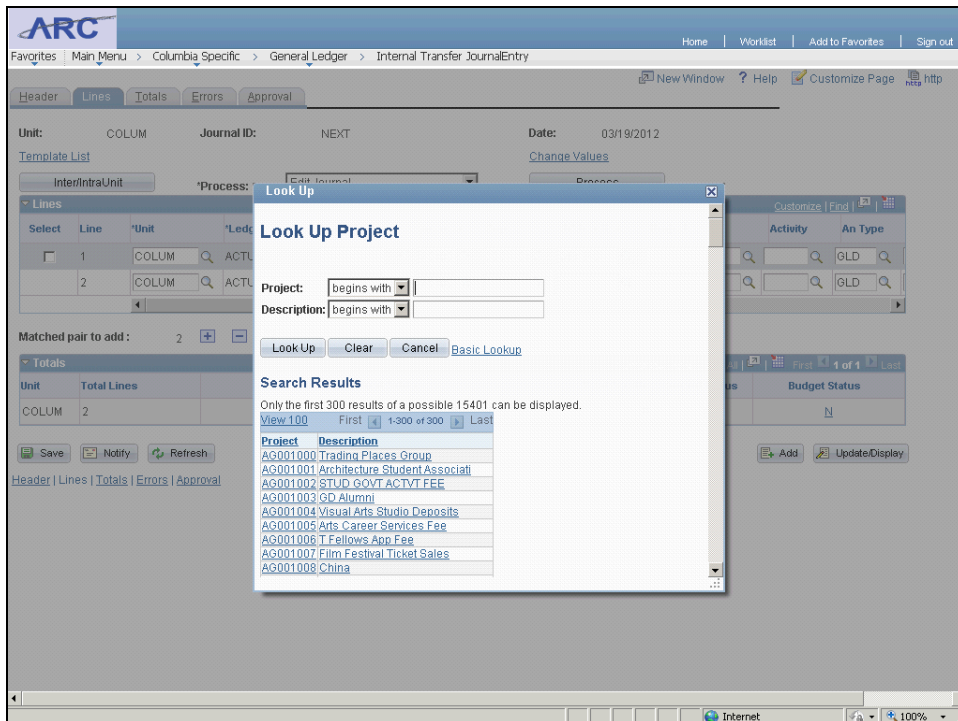 ARC
Home | Worklist | Add to Favorites | Sign out
Favorites Main Menu > Columbia Specific > General Ledger > Internal Transfer JournalEntry
New Window ? Help Customize Page http
Header Lines Totals Errors Approval
Unit: COLUM Journal ID: NEXT Date: 03/19/2012
Template List Change Values
Inter/IntraUnit *Process: Edit Journal Process
Lines Customize | Find |
Select Line *Unit *Ledg Activity An Type
1 COLUM ACTU GLD
2 COLUM ACTU GLD
Matched pair to add : 2 + -
Totals First 1 of 1 Last
Unit Total Lines Budget Status
COLUM 2 N
Save Notify Refresh Add Update/Display
Header | Lines | Totals | Errors | Approval
Look Up
Look Up Project
Project: begins with
Description: begins with
Look Up Clear Cancel Basic Lookup
Search Results
Only the first 300 results of a possible 15401 can be displayed.
View 100 First 1-300 of 300 Last
Project Description
AG001000 Trading Places Group
AG001001 Architecture Student Associati
AG001002 STUD GOVT ACTVT FEE
AG001003 GD Alumni
AG001004 Visual Arts Studio Deposits
AG001005 Arts Career Services Fee
AG001006 T Fellows App Fee
AG001007 Film Festival Ticket Sales
AG001008 China
Internet 100%